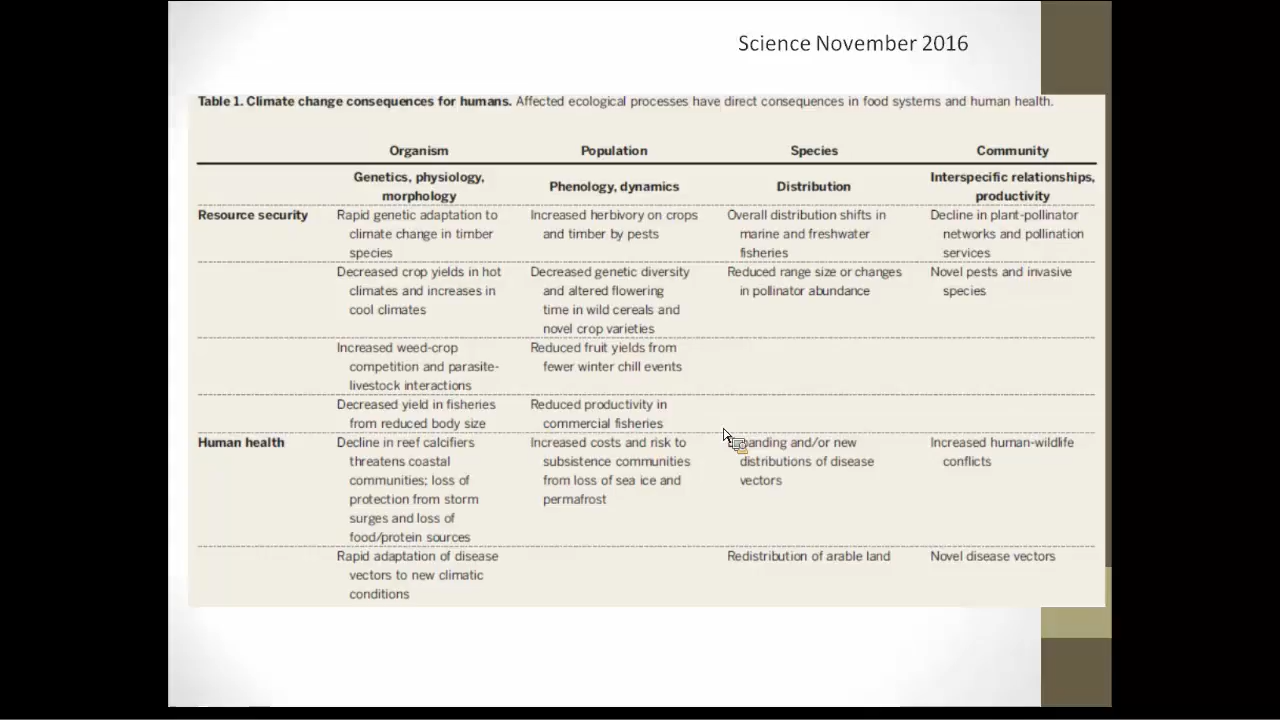 Science November 2016
Table 1. Climate change consequences for humans. Affected ecological processes have direct consequences in food systems and human health.
Organism Population Species Community
Genetics, physiology, morphology
Phenology, dynamics
Distribution
Interspecific relationships, productivity
Resource security
Rapid genetic adaptation to
climate change in timber
species
Increased herbivory on crops
and timber by pests
Overall distribution shifts in
marine and freshwater
fisheries
Decline in plant-pollinator
networks and pollination
services
Decreased crop yields in hot
climates and increases in
cool climates
Decreased genetic diversity
and altered flowering
time in wild cereals and
novel crop varieties
Reduced range size or changes
in pollinator abundance
Novel pests and invasive
species
Increased weed-crop
competition and parasite-
livestock interactions
Reduced fruit yields from
fewer winter chill events
Decreased yield in fisheries
from reduced body size
Reduced productivity in
commercial fisheries
Human health
Decline in reef calcifiers
threatens coastal
communities; loss of
protection from storm
surges and loss of
food/protein sources
Increased costs and risk to
subsistence communities
from loss of sea ice and
permafrost
and/or new
distributions of disease
vectors
Increased human-wildlife
conflicts
Rapid adaptation of disease
vectors to new climatic
conditions
Redistribution of arable land
Novel disease vectors